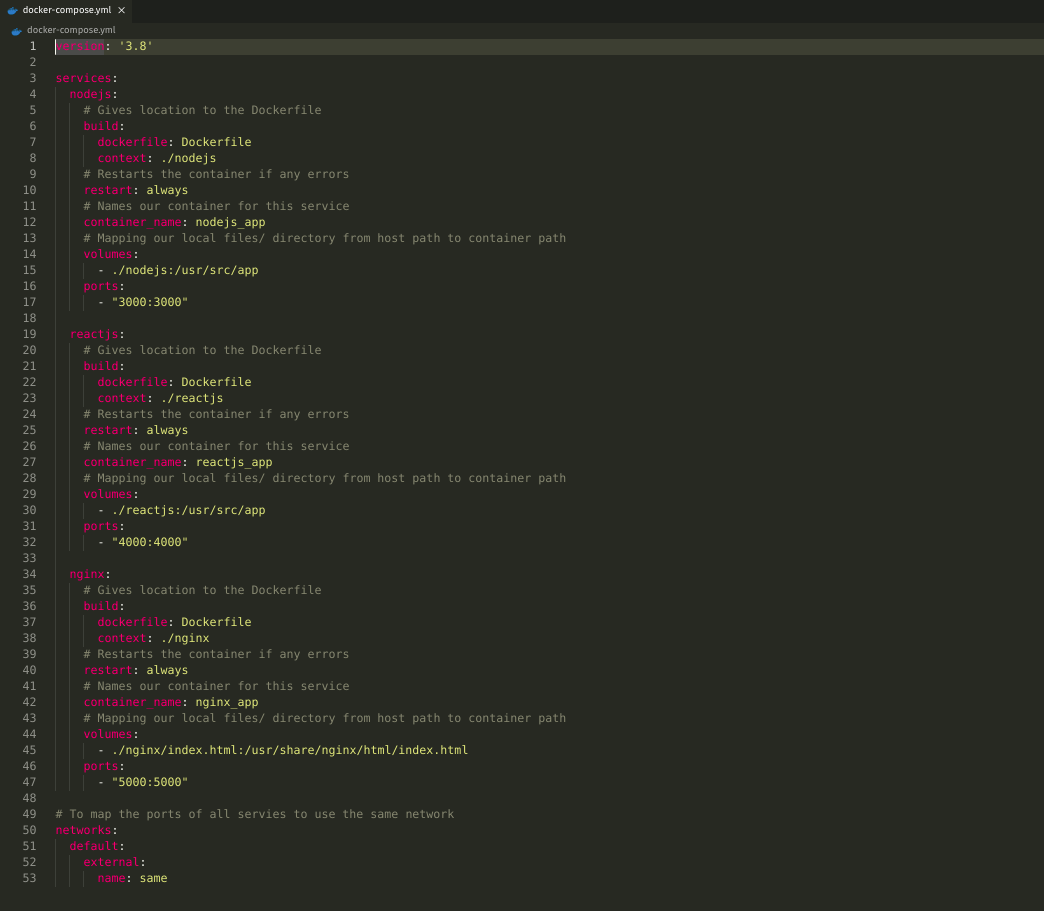 docker-compose.yml ×
docker-compose.yml
1 version: '3.8'
2
3 services:
4   nodejs:
5     # Gives location to the Dockerfile
6     build:
7       dockerfile: Dockerfile
8       context: ./nodejs
9     # Restarts the container if any errors
10     restart: always
11     # Names our container for this service
12     container_name: nodejs_app
13     # Mapping our local files/ directory from host path to container path
14     volumes:
15       - ./nodejs:/usr/src/app
16     ports:
17       - "3000:3000"
18
19   reactjs:
20     # Gives location to the Dockerfile
21     build:
22       dockerfile: Dockerfile
23       context: ./reactjs
24     # Restarts the container if any errors
25     restart: always
26     # Names our container for this service
27     container_name: reactjs_app
28     # Mapping our local files/ directory from host path to container path
29     volumes:
30       - ./reactjs:/usr/src/app
31     ports:
32       - "4000:4000"
33
34   nginx:
35     # Gives location to the Dockerfile
36     build:
37       dockerfile: Dockerfile
38       context: ./nginx
39     # Restarts the container if any errors
40     restart: always
41     # Names our container for this service
42     container_name: nginx_app
43     # Mapping our local files/ directory from host path to container path
44     volumes:
45       - ./nginx/index.html:/usr/share/nginx/html/index.html
46     ports:
47       - "5000:5000"
48
49 # To map the ports of all servies to use the same network
50 networks:
51   default:
52     external:
53       name: same